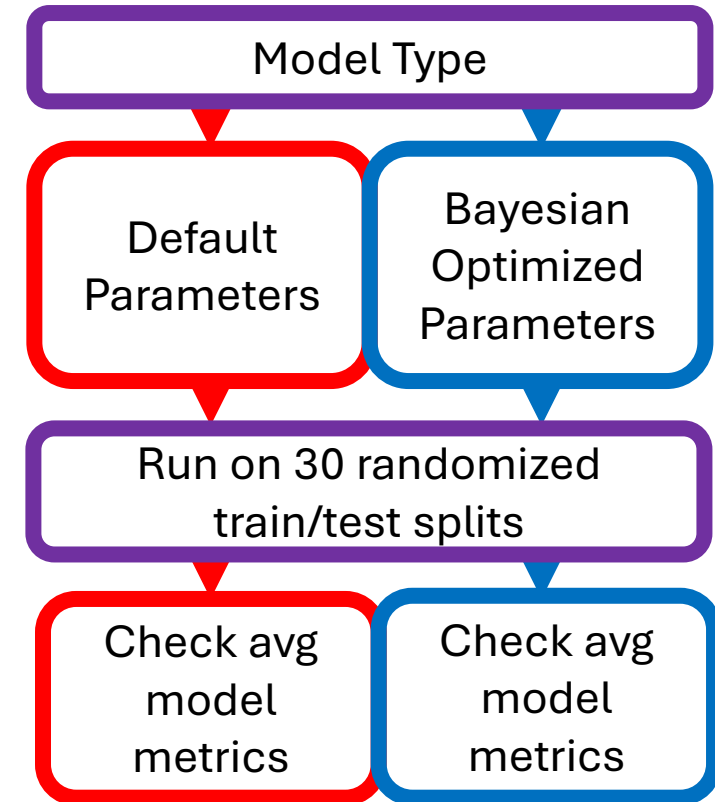 Model Type
Default
Parameters
Bayesian
Optimized
Parameters
Run on 30 randomized
train/test splits
Check avg
model
metrics
Check avg
model
metrics